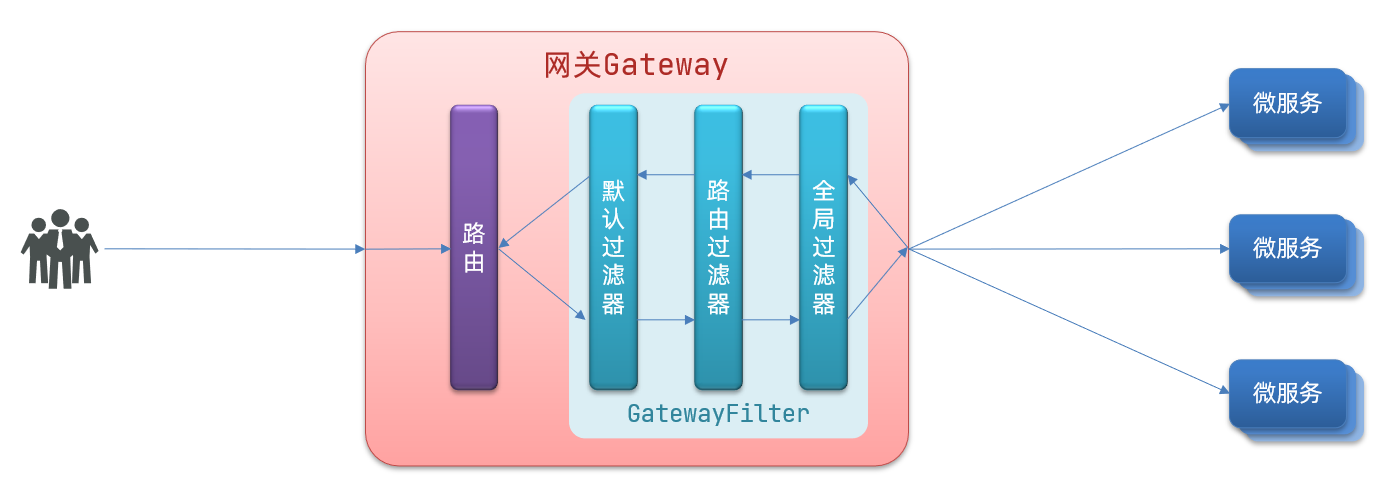 网关Gateway
路由
默认过滤器
路由过滤器
全局过滤器
GatewayFilter
微服务
微服务
微服务